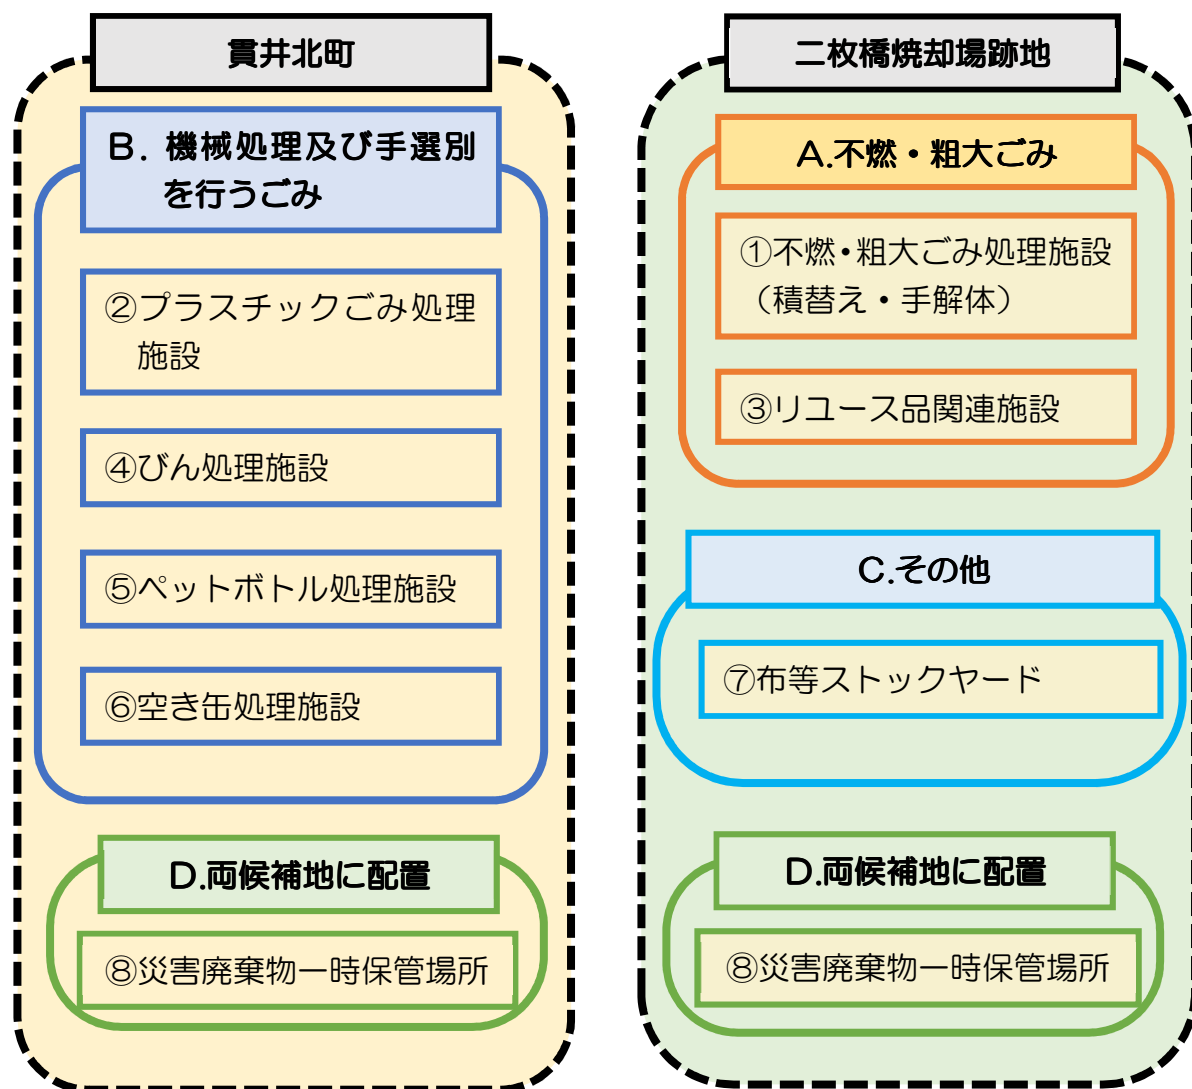 貫井北町
B. 機械処理及び手選別
を行うごみ
②プラスチックごみ処理
施設
④びん処理施設
⑤ペットボトル処理施設
⑥空き缶処理施設
D.両候補地に配置
⑧災害廃棄物一時保管場所
二枚橋焼却場跡地
A.不燃・粗大ごみ
①不燃・粗大ごみ処理施設
（積替え・手解体）
③リユース品関連施設
C.その他
⑦布等ストックヤード
D.両候補地に配置
⑧災害廃棄物一時保管場所